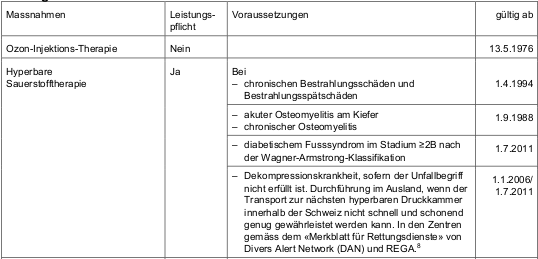 Massnahmen Leistungs- Voraussetzungen gültig ab
pflicht
Ozon-Injektions-Therapie Nein 13.5.1976
Hyperbare Ja Bei
Sauerstofftherapie – chronischen Bestrahlungsschäden und 1.4.1994
Bestrahlungsspätschäden
– akuter Osteomyelitis am Kiefer 1.9.1988
– chronischer Osteomyelitis
– diabetischem Fusssyndrom im Stadium ≥2B nach 1.7.2011
der Wagner-Armstrong-Klassifikation
– Dekompressionskrankheit, sofern der Unfallbegriff 1.1.2006/
nicht erfüllt ist. Durchführung im Ausland, wenn der 1.7.2011
Transport zur nächsten hyperbaren Druckkammer
innerhalb der Schweiz nicht schnell und schonend
genug gewährleistet werden kann. In den Zentren
gemäss dem «Merkblatt für Rettungsdienste» von
Divers Alert Network (DAN) und REGA.8